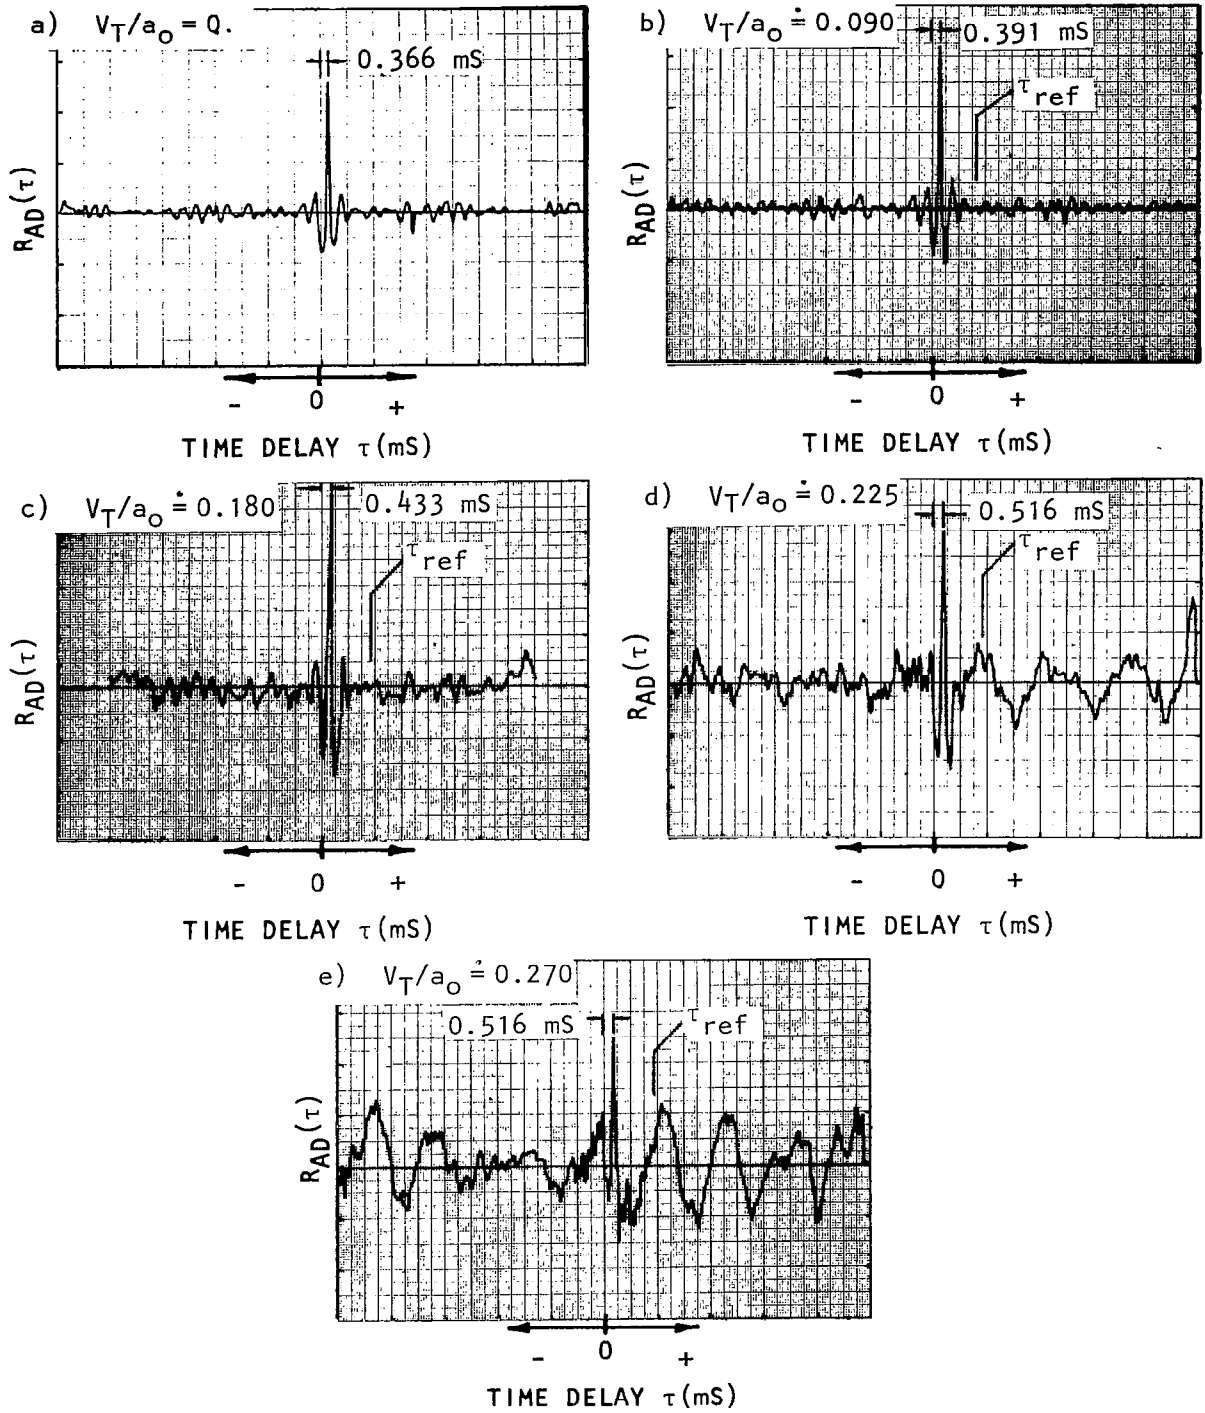 a) V_T/a_o = 0.
0.366 mS
R_AD(τ)
- 0 +
TIME DELAY τ(mS)
b) V_T/a_o ≐ 0.090
0.391 mS
τ_ref
R_AD(τ)
- 0 +
TIME DELAY τ(mS)
c) V_T/a_o ≐ 0.180
0.433 mS
τ_ref
R_AD(τ)
- 0 +
TIME DELAY τ(mS)
d) V_T/a_o ≐ 0.225
0.516 mS
τ_ref
R_AD(τ)
- 0 +
TIME DELAY τ(mS)
e) V_T/a_o ≐ 0.270
0.516 mS
τ_ref
R_AD(τ)
- 0 +
TIME DELAY τ(mS)